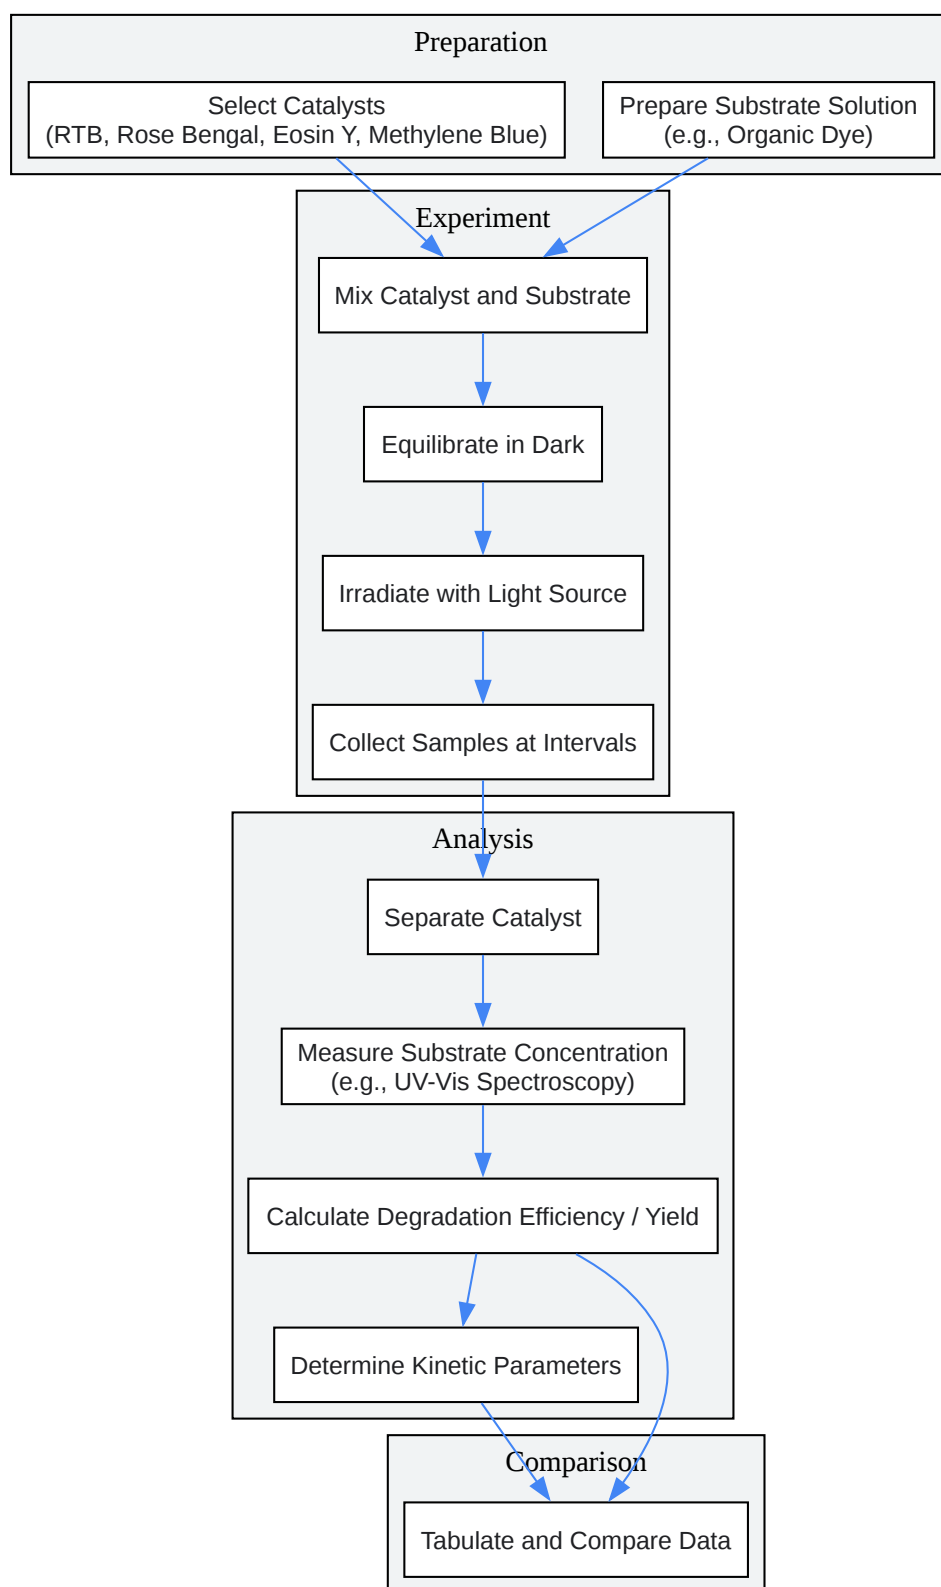 Preparation
Select Catalysts
(RTB, Rose Bengal, Eosin Y, Methylene Blue)
Prepare Substrate Solution
(e.g., Organic Dye)
Experiment
Mix Catalyst and Substrate
Equilibrate in Dark
Irradiate with Light Source
Collect Samples at Intervals
Analysis
Separate Catalyst
Measure Substrate Concentration
(e.g., UV-Vis Spectroscopy)
Calculate Degradation Efficiency / Yield
Determine Kinetic Parameters
Comparison
Tabulate and Compare Data